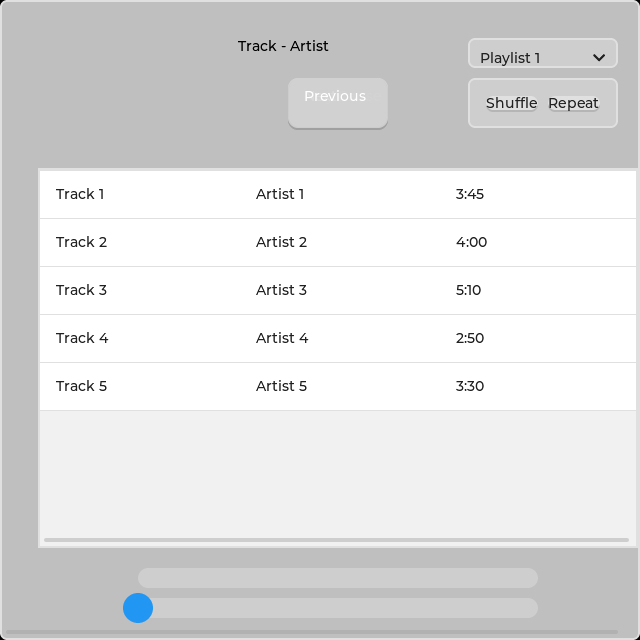 Track - Artist
Playlist 1
Previous
Shuffle Repeat
Track 1 Artist 1 3:45
Track 2 Artist 2 4:00
Track 3 Artist 3 5:10
Track 4 Artist 4 2:50
Track 5 Artist 5 3:30